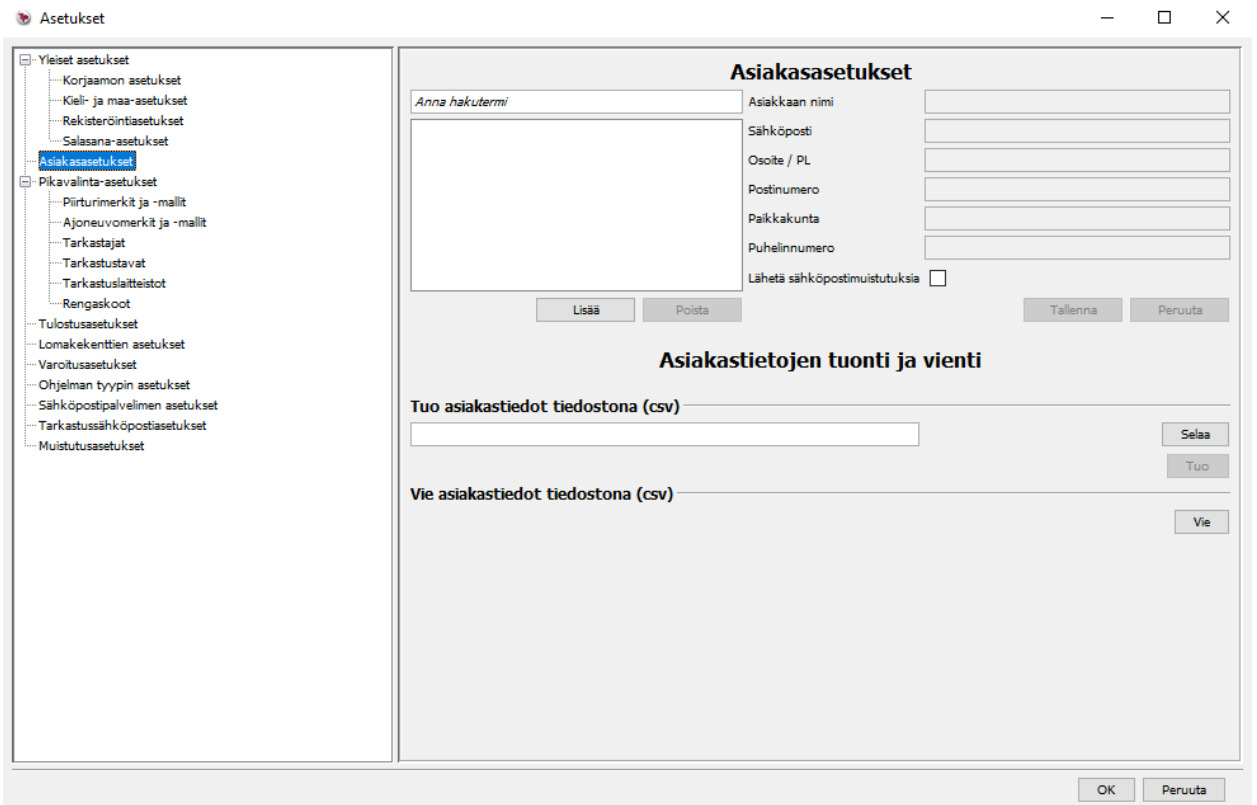 Asetukset
Yleiset asetukset
Korjaamon asetukset
Kieli- ja maa-asetukset
Rekisteröintiasetukset
Salasana-asetukset
Asiakasasetukset
Pikavalinta-asetukset
Piirturimerkit ja -mallit
Ajoneuvomerkit ja -mallit
Tarkastajat
Tarkastustavat
Tarkastuslaitteistot
Rengaskoot
Tulostusasetukset
Lomakekenttien asetukset
Varoitusasetukset
Ohjelman tyypin asetukset
Sähköpostipalvelimen asetukset
Tarkastussähköpostiasetukset
Muistutusasetukset
Asiakasasetukset
Anna hakutermi
Asiakkaan nimi
Sähköposti
Osoite / PL
Postinumero
Paikkakunta
Puhelinnumero
Lähetä sähköpostimuistutuksia
Lisää Poista Tallenna Peruuta
Asiakastietojen tuonti ja vienti
Tuo asiakastiedot tiedostona (csv)
Selaa
Tuo
Vie asiakastiedot tiedostona (csv)
Vie
OK Peruuta